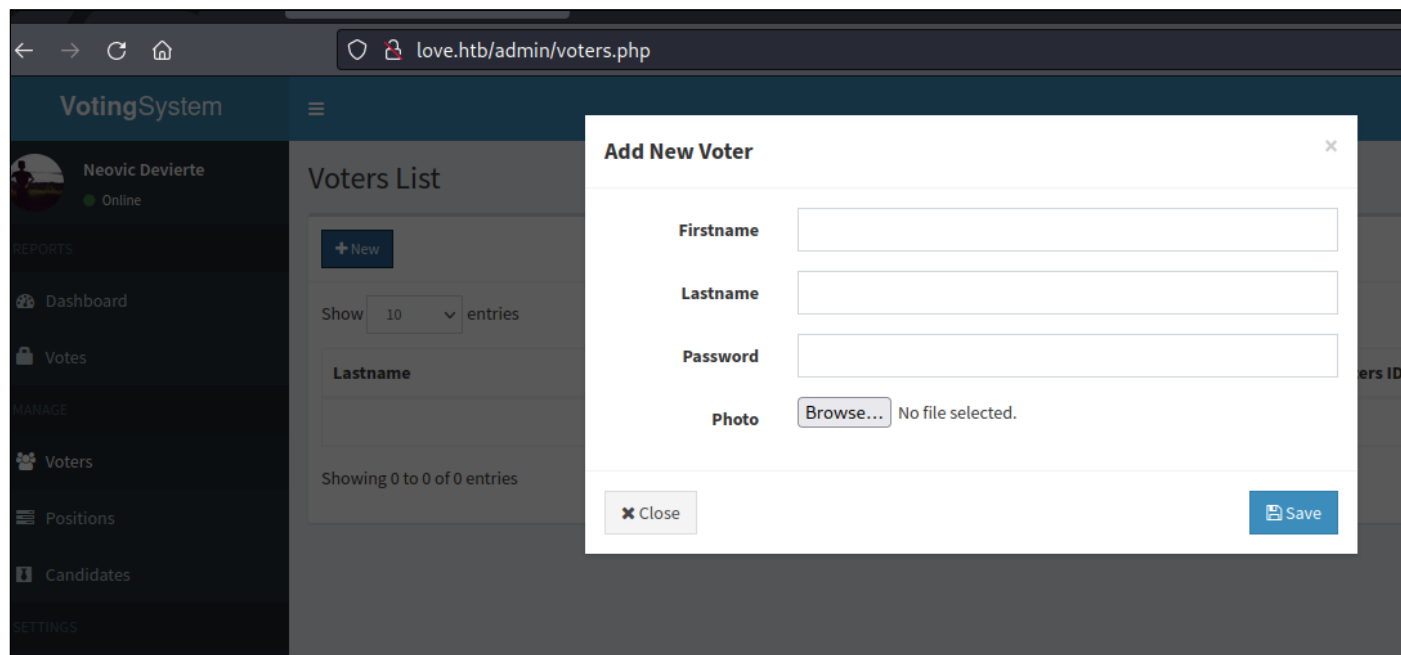 love.htb/admin/voters.php
VotingSystem
Neovic Devierte
Online
REPORTS
Dashboard
Votes
MANAGE
Voters
Positions
Candidates
SETTINGS
Voters List
New
Show 10 entries
Lastname
ters ID
Showing 0 to 0 of 0 entries
Add New Voter
×
Firstname
Lastname
Password
Photo Browse… No file selected.
Close
Save